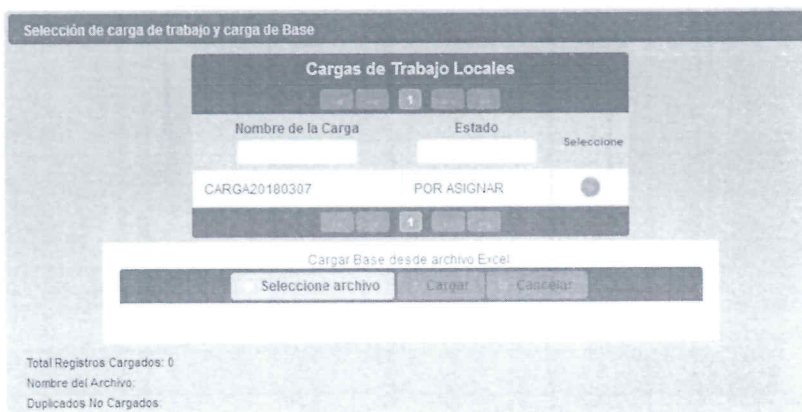 Selección de carga de trabajo y carga de Base
Cargas de Trabajo Locales
1
Nombre de la Carga Estado Seleccione
CARGA20180307 POR ASIGNAR
1
Cargar Base desde archivo Excel
Seleccione archivo Cargar Cancelar
Total Registros Cargados: 0
Nombre del Archivo:
Duplicados No Cargados: